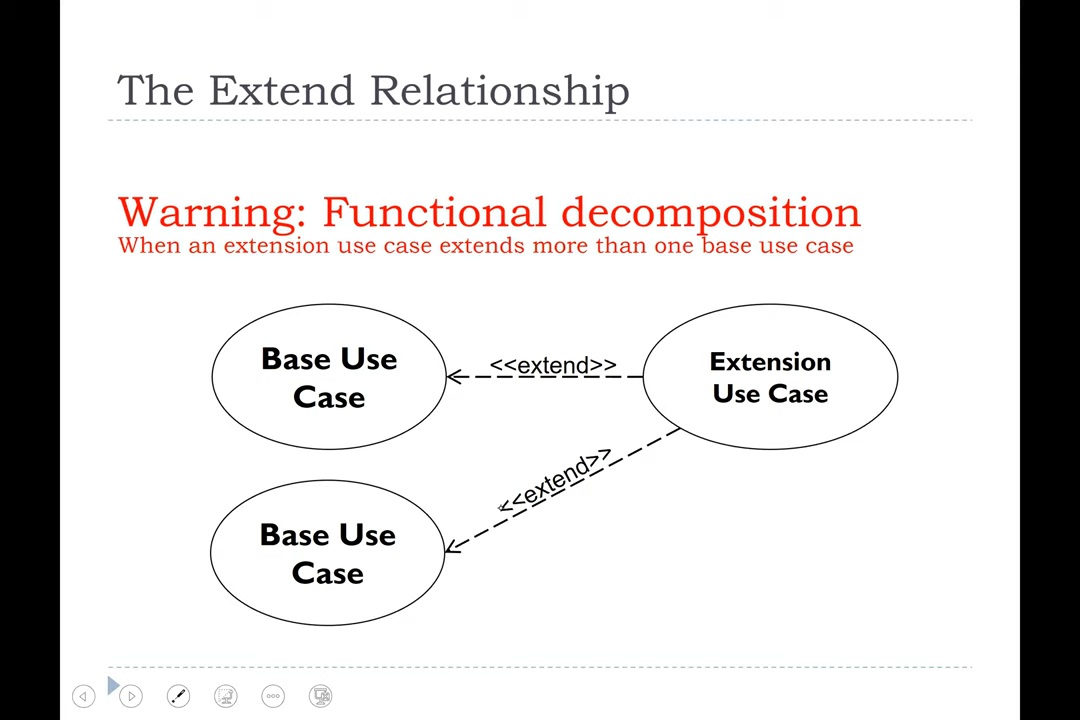 The Extend Relationship
Warning: Functional decomposition
When an extension use case extends more than one base use case
Base Use
Case
<<extend>>
Extension
Use Case
<<extend>>
Base Use
Case